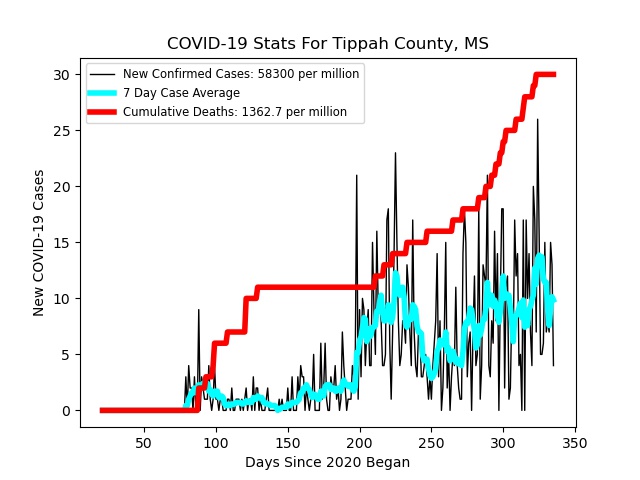 COVID-19 Stats For Tippah County, MS
New Confirmed Cases: 58300 per million
7 Day Case Average
Cumulative Deaths: 1362.7 per million
30
25
20
15
10
5
0
New COVID-19 Cases
50 100 150 200 250 300 350
Days Since 2020 Began